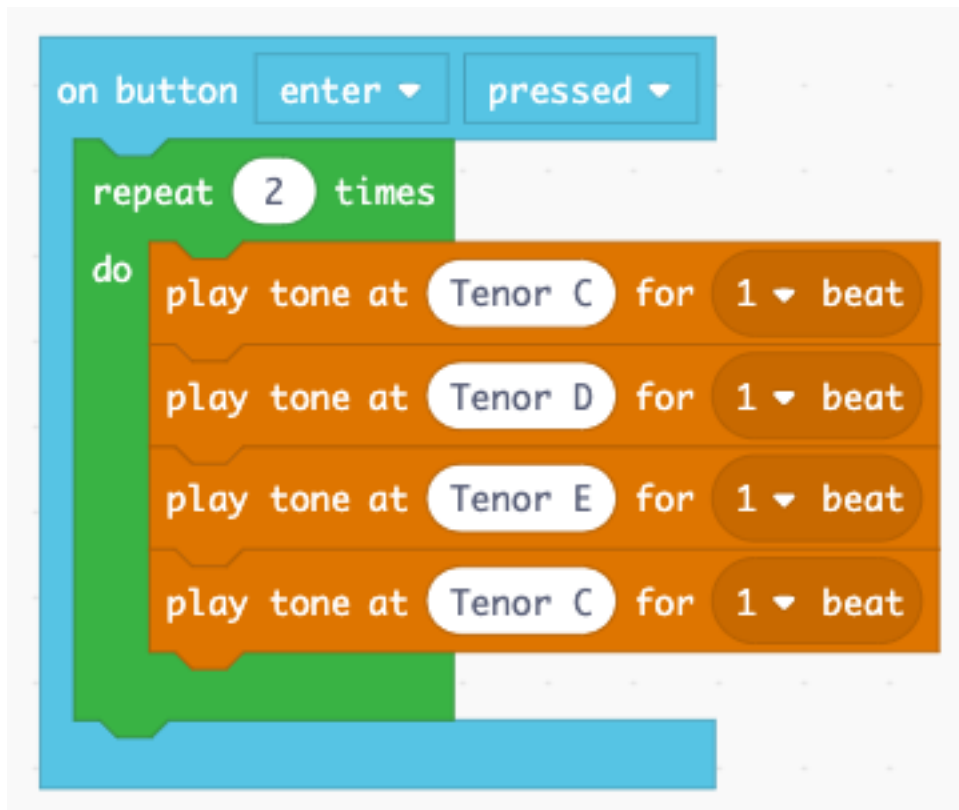 on button enter pressed
repeat 2 times
do
play tone at Tenor C for 1 beat
play tone at Tenor D for 1 beat
play tone at Tenor E for 1 beat
play tone at Tenor C for 1 beat